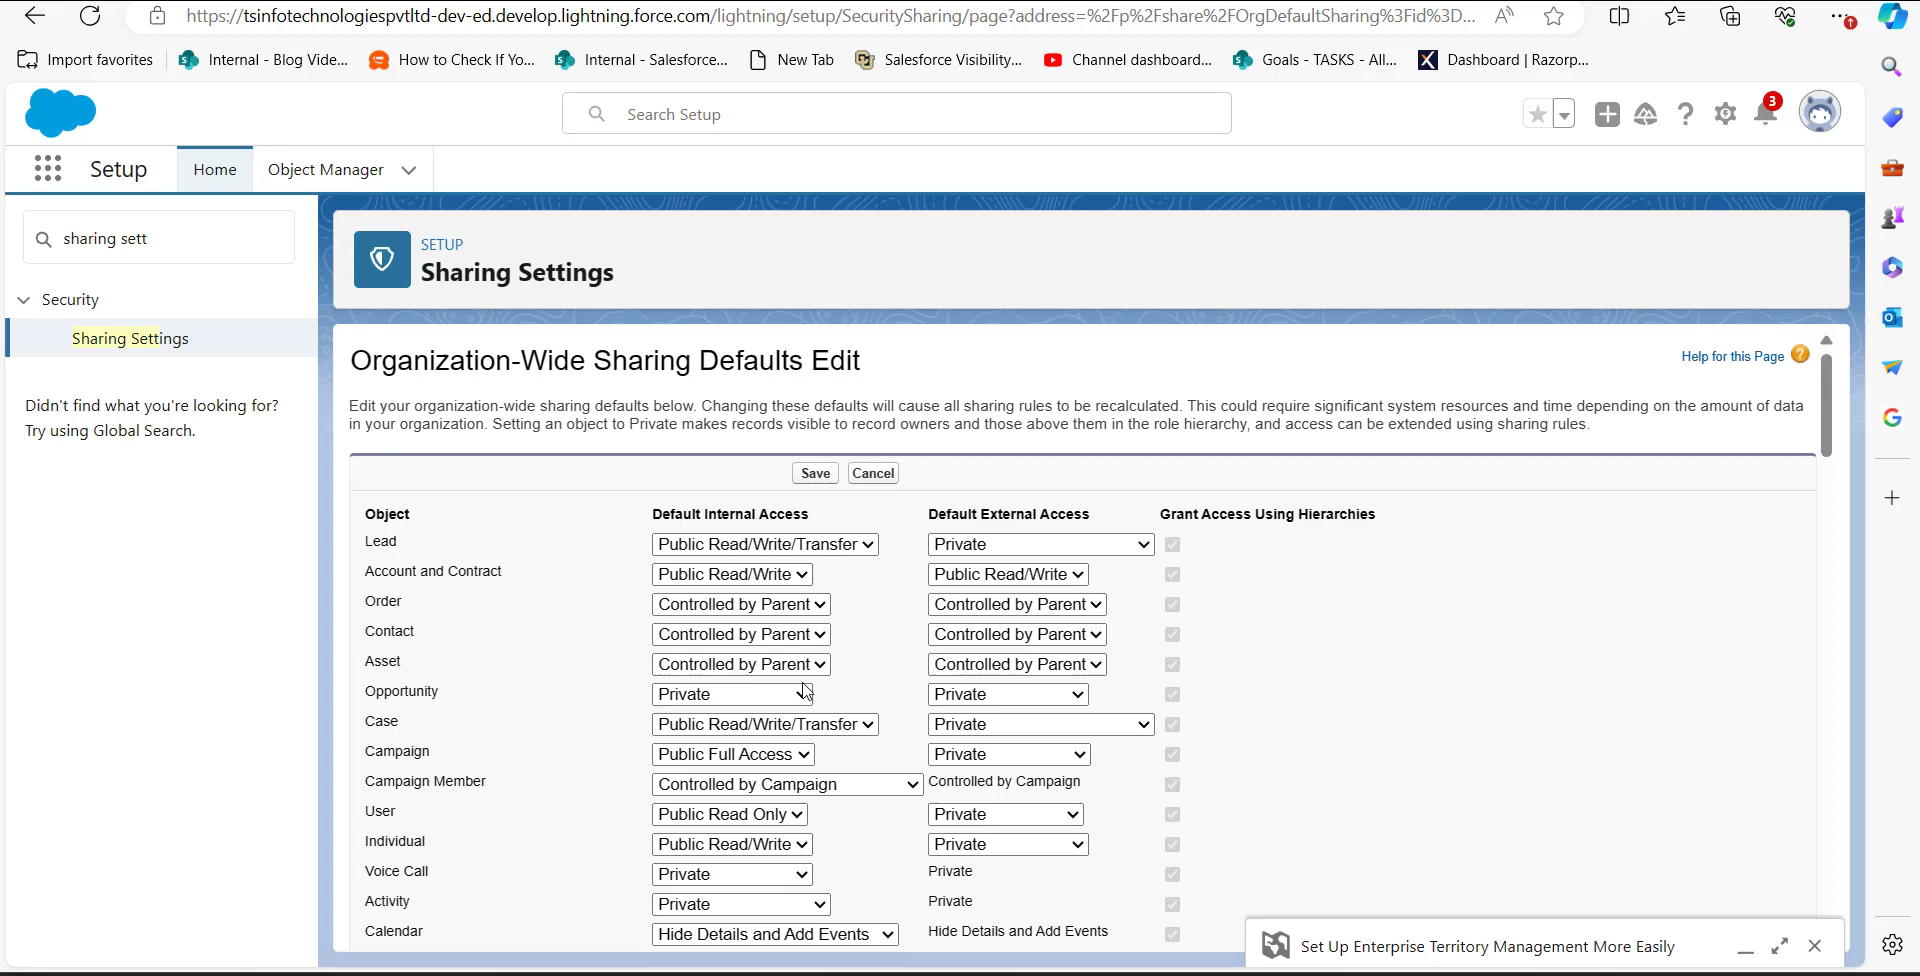 https://tsinfotechnologiespvtltd-dev-ed.develop.lightning.force.com/lightning/setup/SecuritySharing/page?address=%2Fp%2Fshare%2FOrgDefaultSharing%3Fid%3D...
Import favorites Internal - Blog Vide... How to Check If Yo... Internal - Salesforce... New Tab Salesforce Visibility... Channel dashboard... Goals - TASKS - All... Dashboard | Razorp...
Search Setup
3
Setup Home Object Manager
sharing sett
Security
Sharing Settings
Didn't find what you're looking for?
Try using Global Search.
SETUP
Sharing Settings
Organization-Wide Sharing Defaults Edit
Help for this Page ?
Edit your organization-wide sharing defaults below. Changing these defaults will cause all sharing rules to be recalculated. This could require significant system resources and time depending on the amount of data
in your organization. Setting an object to Private makes records visible to record owners and those above them in the role hierarchy, and access can be extended using sharing rules.
Save Cancel
Object Default Internal Access Default External Access Grant Access Using Hierarchies
Lead Public Read/Write/Transfer Private
Account and Contract Public Read/Write Public Read/Write
Order Controlled by Parent Controlled by Parent
Contact Controlled by Parent Controlled by Parent
Asset Controlled by Parent Controlled by Parent
Opportunity Private Private
Case Public Read/Write/Transfer Private
Campaign Public Full Access Private
Campaign Member Controlled by Campaign Controlled by Campaign
User Public Read Only Private
Individual Public Read/Write Private
Voice Call Private Private
Activity Private Private
Calendar Hide Details and Add Events Hide Details and Add Events
Set Up Enterprise Territory Management More Easily